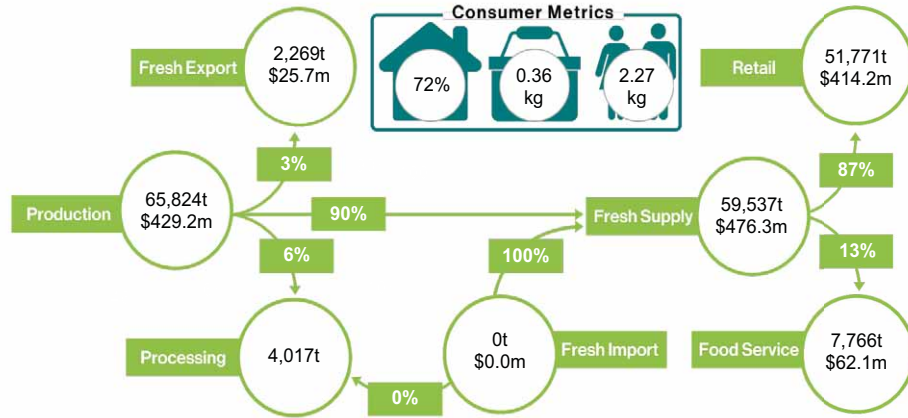 Consumer Metrics
72%
0.36
kg
2.27
kg
Fresh Export
2,269t
$25.7m
Retail
51,771t
$414.2m
3%
87%
Production
65,824t
$429.2m
90%
Fresh Supply
59,537t
$476.3m
6%
100%
13%
Processing
4,017t
0t
$0.0m
Fresh Import
Food Service
7,766t
$62.1m
0%